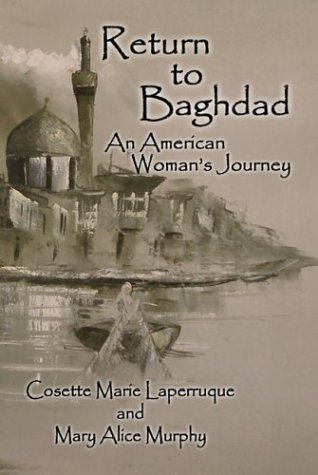 Return
to
Baghdad
An American
Woman's Journey
Cosette Marie Laperruque
and
Mary Alice Murphy